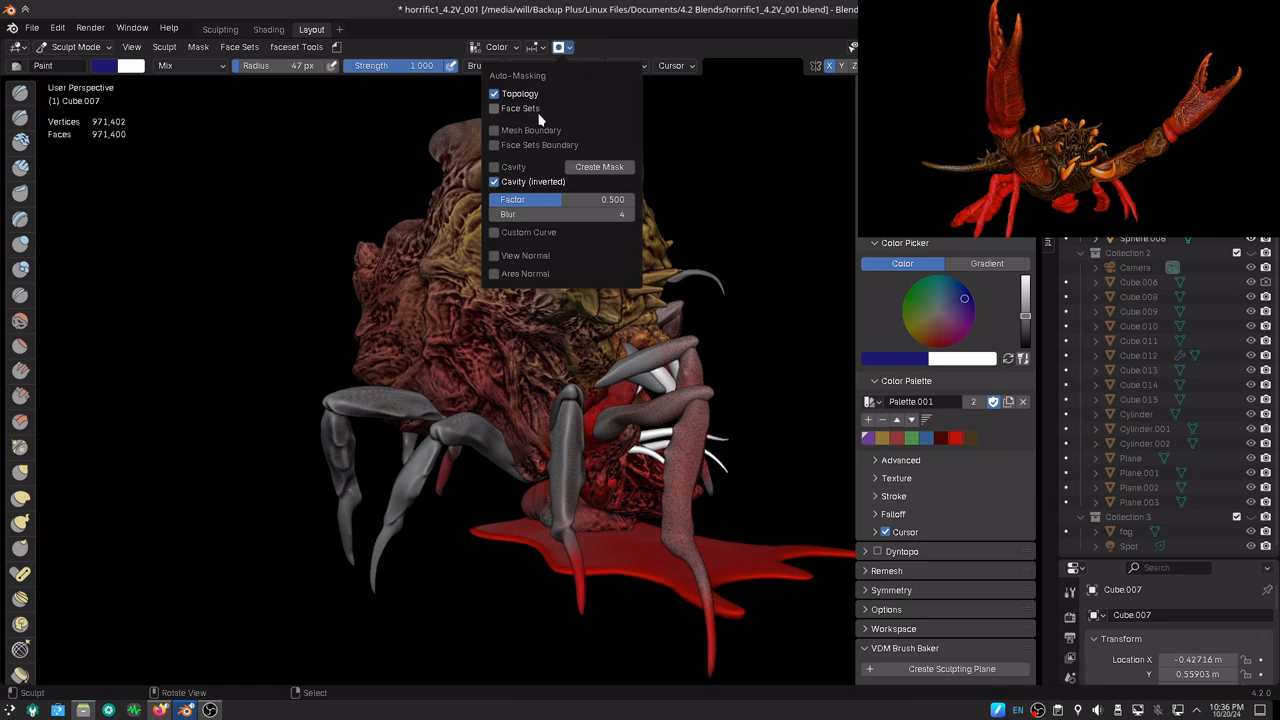 * horrific1_4.2V_001 [/media/will/Backup Plus/Linux Files/Documents/4.2 Blends/horrific1_4.2V_001.blend] - Blend
File Edit Render Window Help Sculpting Shading Layout +
Sculpt Mode View Sculpt Mask Face Sets faceset Tools Color
Paint Mix Radius 47 px Strength 1.000 Bru Cursor X Y Z
User Perspective
(1) Cube.007
Vertices 971,402
Faces 971,400
Auto-Masking
Topology
Face Sets
Mesh Boundary
Face Sets Boundary
Cavity Create Mask
Cavity (inverted)
Factor 0.500
Blur 4
Custom Curve
View Normal
Area Normal
Color Picker
Color Gradient
Color Palette
Palette.001 2
Advanced
Texture
Stroke
Falloff
Cursor
Dyntopo
Remesh
Symmetry
Options
Workspace
VDM Brush Baker
Create Sculpting Plane
Sphere.008
Collection 2
Camera
Cube.006
Cube.008
Cube.009
Cube.010
Cube.011
Cube.012
Cube.013
Cube.014
Cube.015
Cylinder
Cylinder.001
Cylinder.002
Plane
Plane.001
Plane.002
Plane.003
Collection 3
fog
Spot
Search
Cube.007
Cube.007
Transform
Location X -0.42716 m
Y 0.55903 m
Sculpt Rotate View Select 4.2.0
EN 10:36 PM
10/20/24